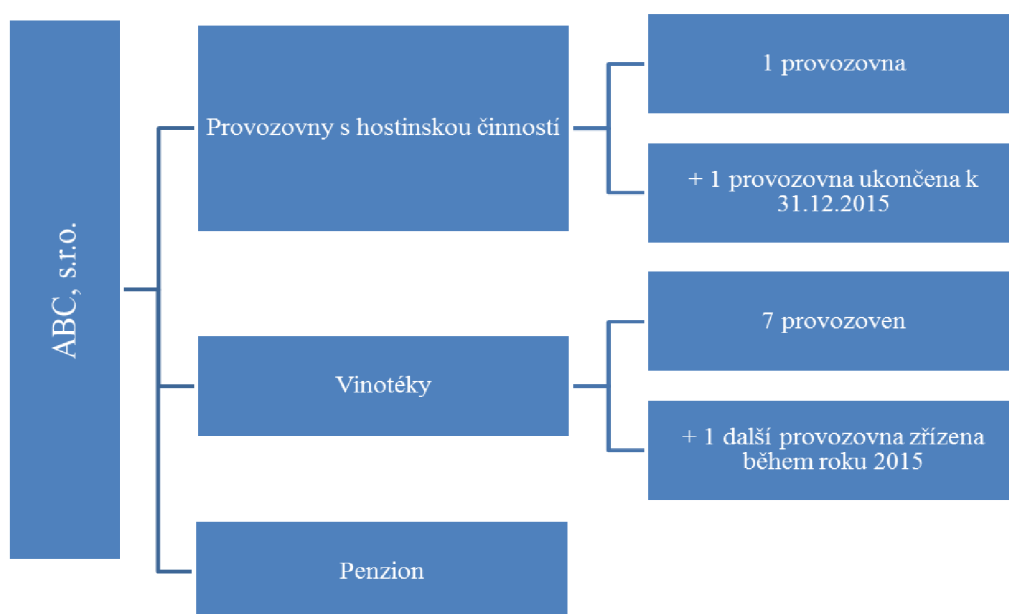 ABC, s.r.o.
Provozovny s hostinskou činností
1 provozovna
+ 1 provozovna ukončena k
31.12.2015
Vinotéky
7 provozoven
+ 1 další provozovna zřízena
během roku 2015
Penzion